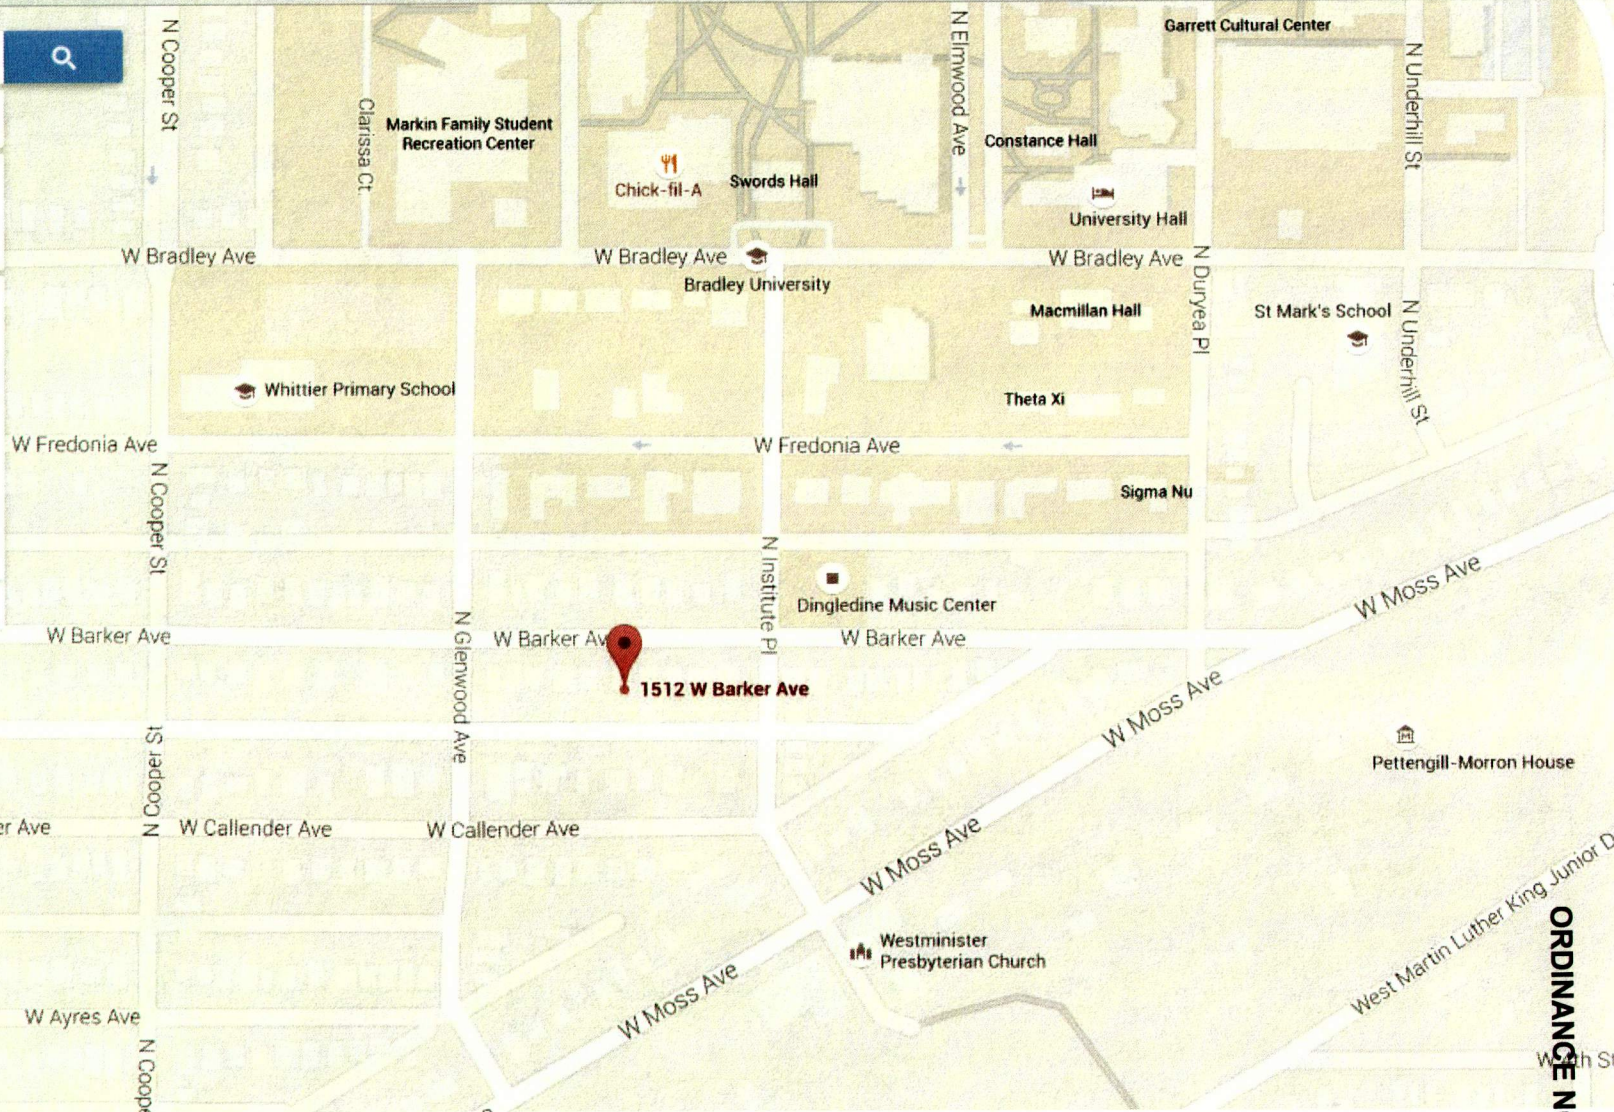 Garrett Cultural Center
N Cooper St
N Elmwood Ave
N Underhill St
Clarissa Ct
Markin Family Student
Recreation Center
Constance Hall
Chick-fil-A
Swords Hall
University Hall
W Bradley Ave
W Bradley Ave
W Bradley Ave
Bradley University
N Duryea Pl
Macmillan Hall
St Mark's School
N Underhill St
Whittier Primary School
Theta Xi
W Fredonia Ave
W Fredonia Ave
N Cooper St
Sigma Nu
N Institute Pl
Dingledine Music Center
W Moss Ave
W Barker Ave
N Glenwood Ave
W Barker Av
W Barker Ave
1512 W Barker Ave
W Moss Ave
N Cooper St
Pettengill-Morron House
er Ave
W Callender Ave
W Callender Ave
W Moss Ave
West Martin Luther King Junior D
ORDINANCE N
Westminister
Presbyterian Church
W Moss Ave
W Ayres Ave
N Coope
W 4th St